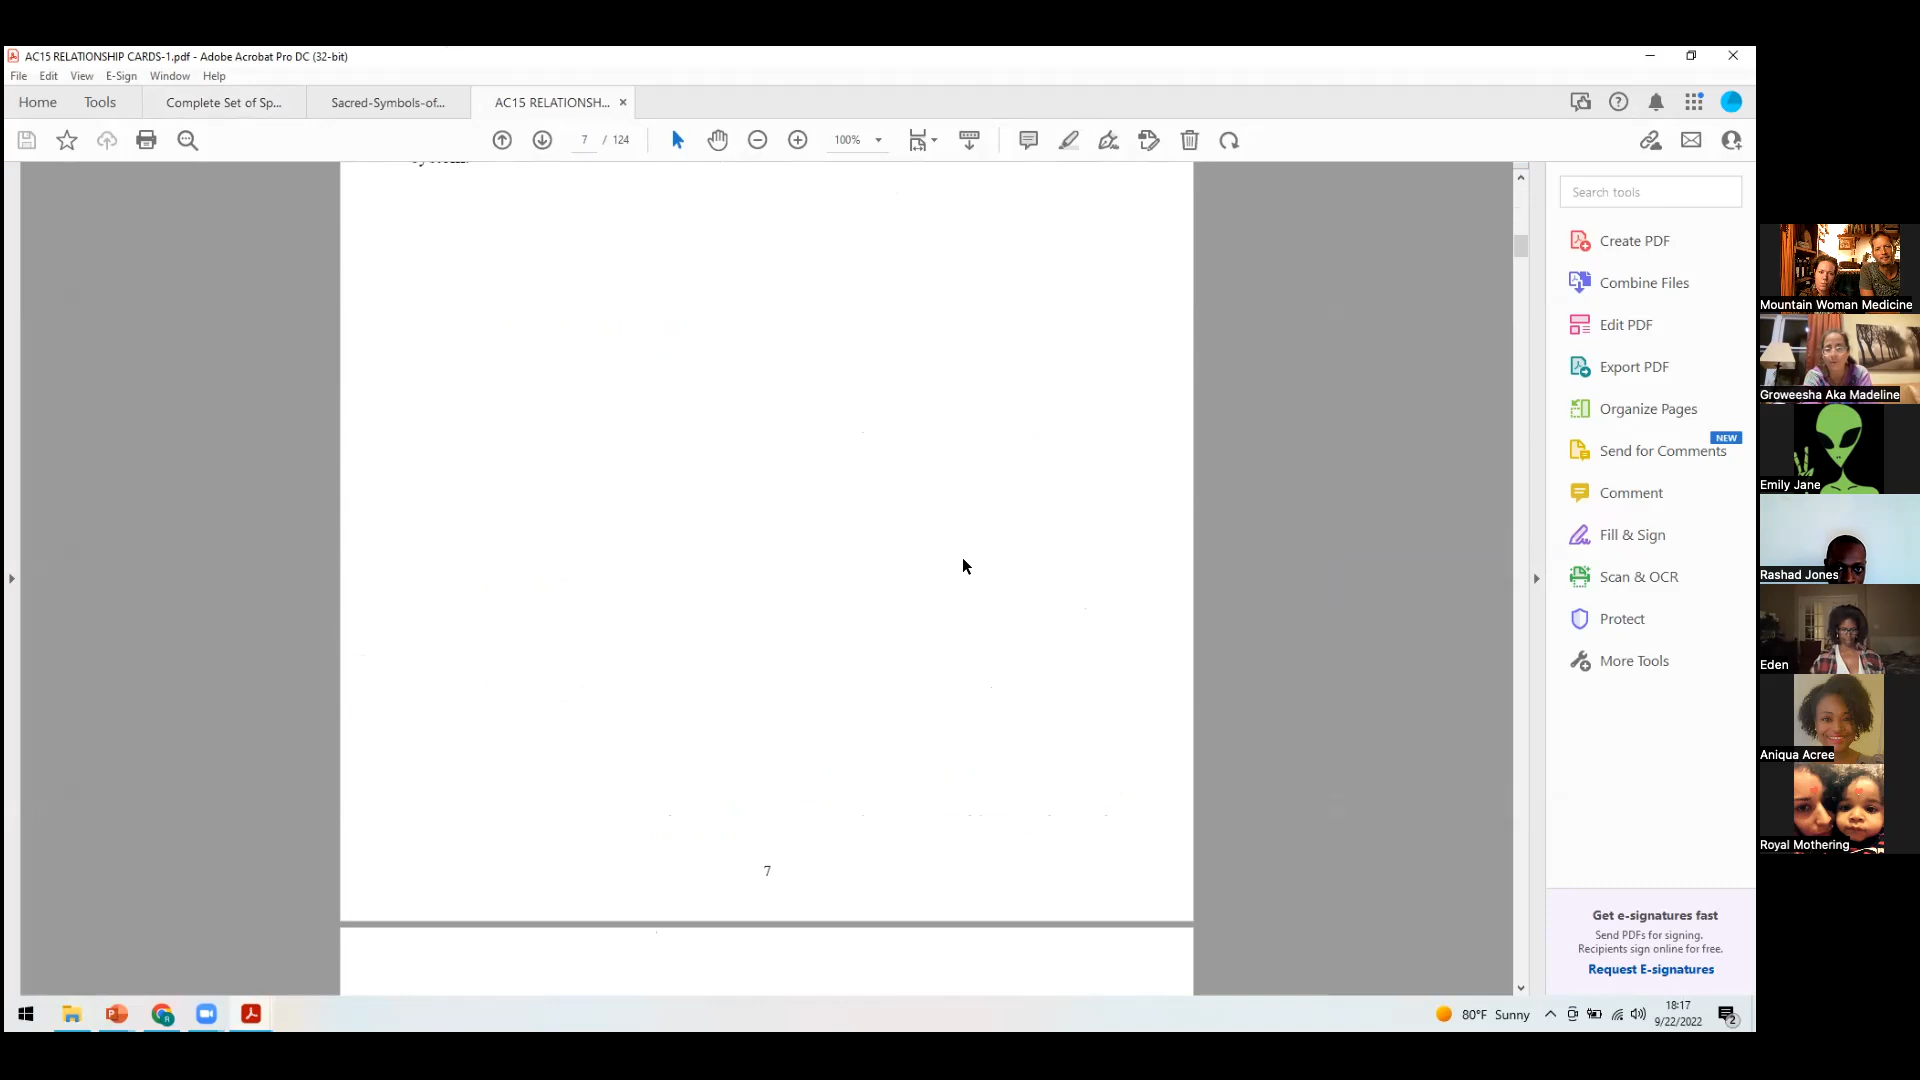 AC15 RELATIONSHIP CARDS-1.pdf - Adobe Acrobat Pro DC (32-bit)
File Edit View E-Sign Window Help
Home Tools Complete Set of Sp... Sacred-Symbols-of... AC15 RELATIONSH...
7 / 124 100%
Search tools
Create PDF
Combine Files
Edit PDF
Export PDF
Organize Pages
NEW
Send for Comments
Comment
Fill & Sign
Scan & OCR
Protect
More Tools
Get e-signatures fast
Send PDFs for signing.
Recipients sign online for free.
Request E-signatures
7
Mountain Woman Medicine
Groweesha Aka Madeline
Emily Jane
Rashad Jones
Eden
Aniqua Acree
Royal Mothering
80°F Sunny
18:17
9/22/2022
2